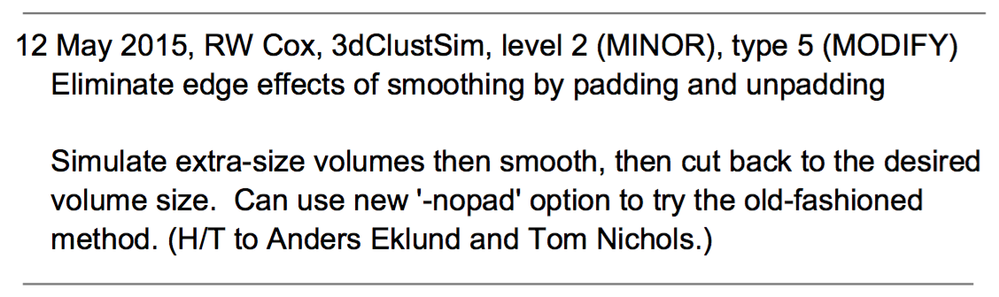 12 May 2015, RW Cox, 3dClustSim, level 2 (MINOR), type 5 (MODIFY)
Eliminate edge effects of smoothing by padding and unpadding
Simulate extra-size volumes then smooth, then cut back to the desired
volume size.  Can use new '-nopad' option to try the old-fashioned
method. (H/T to Anders Eklund and Tom Nichols.)